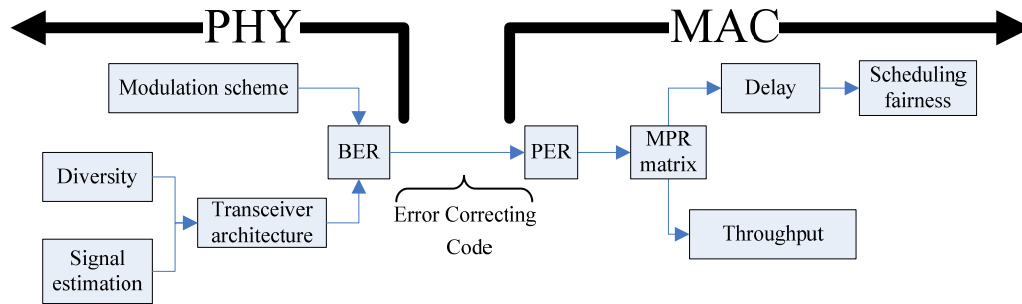 PHY
MAC
Modulation scheme
Delay
Scheduling
fairness
BER
PER
MPR
matrix
Diversity
Transceiver
architecture
Error Correcting
Code
Throughput
Signal
estimation